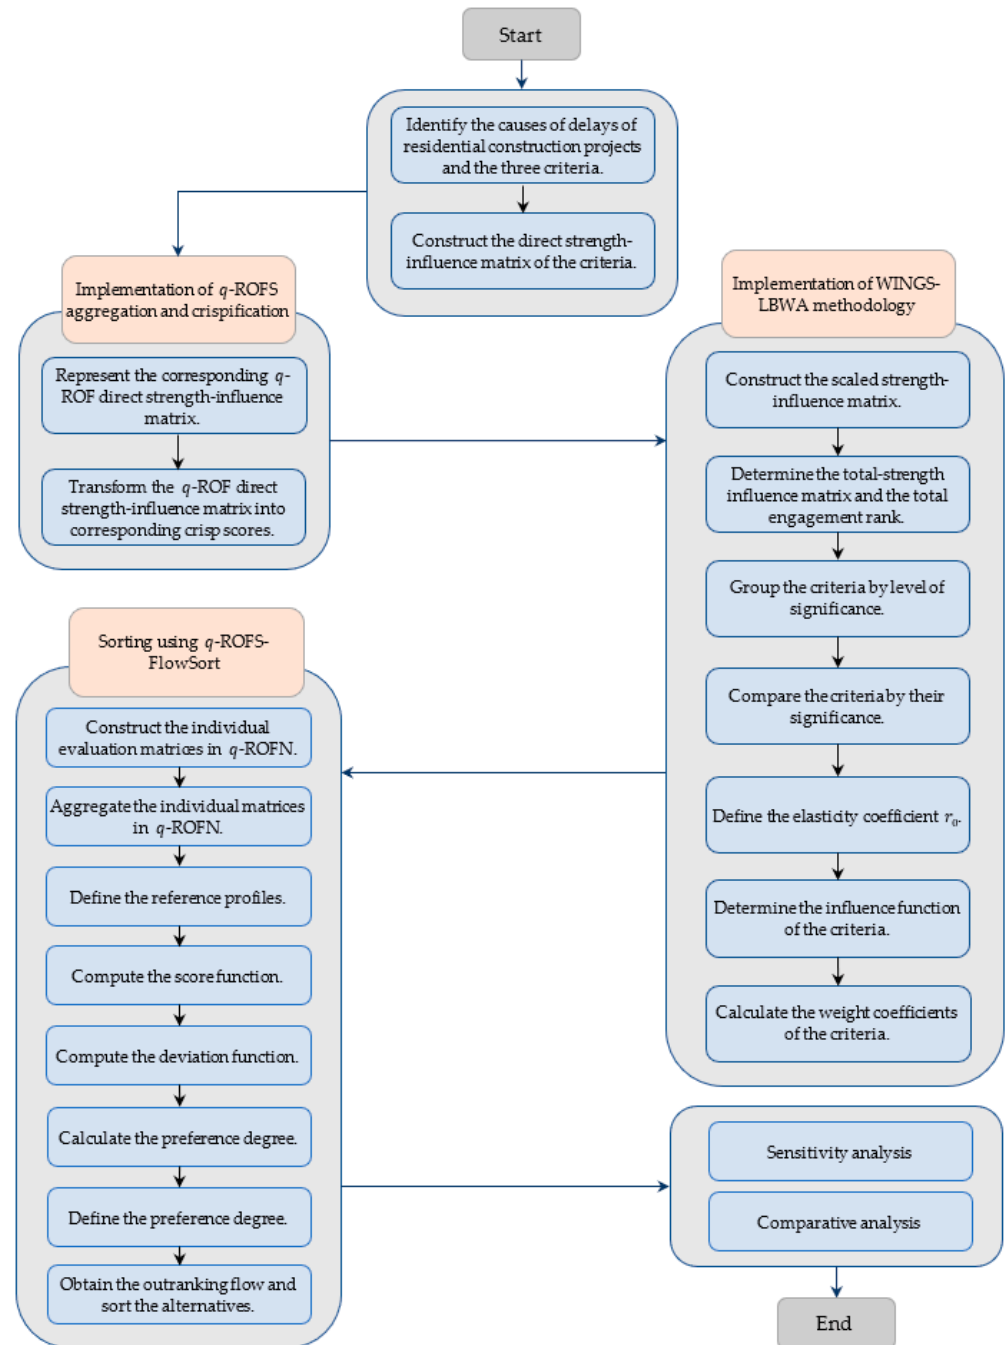 Start
Identify the causes of delays of
residential construction projects
and the three criteria.
Construct the direct strength-
influence matrix of the criteria.
Implementation of q-ROFS
aggregation and crispification
Represent the corresponding q-
ROF direct strength-influence
matrix.
Transform the q-ROF direct
strength-influence matrix into
corresponding crisp scores.
Implementation of WINGS-
LBWA methodology
Construct the scaled strength-
influence matrix.
Determine the total-strength
influence matrix and the total
engagement rank.
Group the criteria by level of
significance.
Compare the criteria by their
significance.
Define the elasticity coefficient r₀.
Determine the influence function
of the criteria.
Calculate the weight coefficients
of the criteria.
Sorting using q-ROFS-
FlowSort
Construct the individual
evaluation matrices in q-ROFN.
Aggregate the individual matrices
in q-ROFN.
Define the reference profiles.
Compute the score function.
Compute the deviation function.
Calculate the preference degree.
Define the preference degree.
Obtain the outranking flow and
sort the alternatives.
Sensitivity analysis
Comparative analysis
End